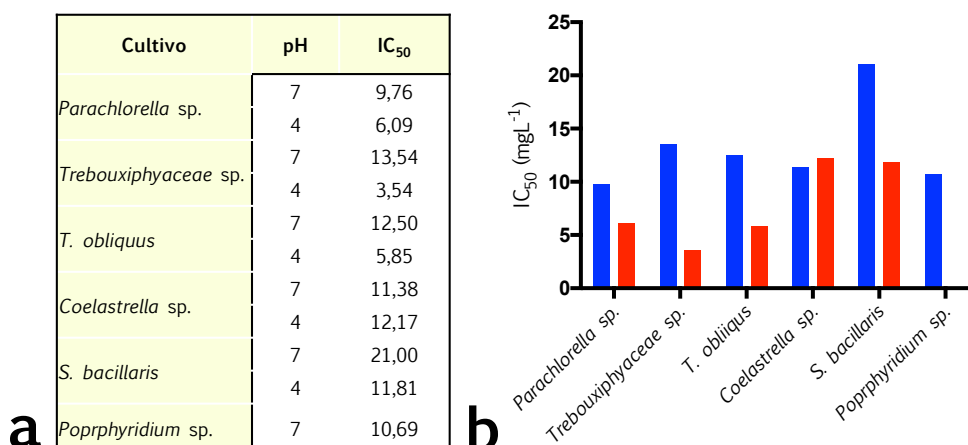 Cultivo pH IC₅₀
Parachlorella sp. 7 9,76
4 6,09
Trebouxiphyaceae sp. 7 13,54
4 3,54
T. obliquus 7 12,50
4 5,85
Coelastrella sp. 7 11,38
4 12,17
S. bacillaris 7 21,00
4 11,81
Poprphyridium sp. 7 10,69
a
IC₅₀ (mgL⁻¹)
25
20
15
10
5
0
Parachlorella sp.
Trebouxiphyaceae sp.
T. obliiqus
Coelastrella sp.
S. bacillaris
Poprphyridium sp.
b